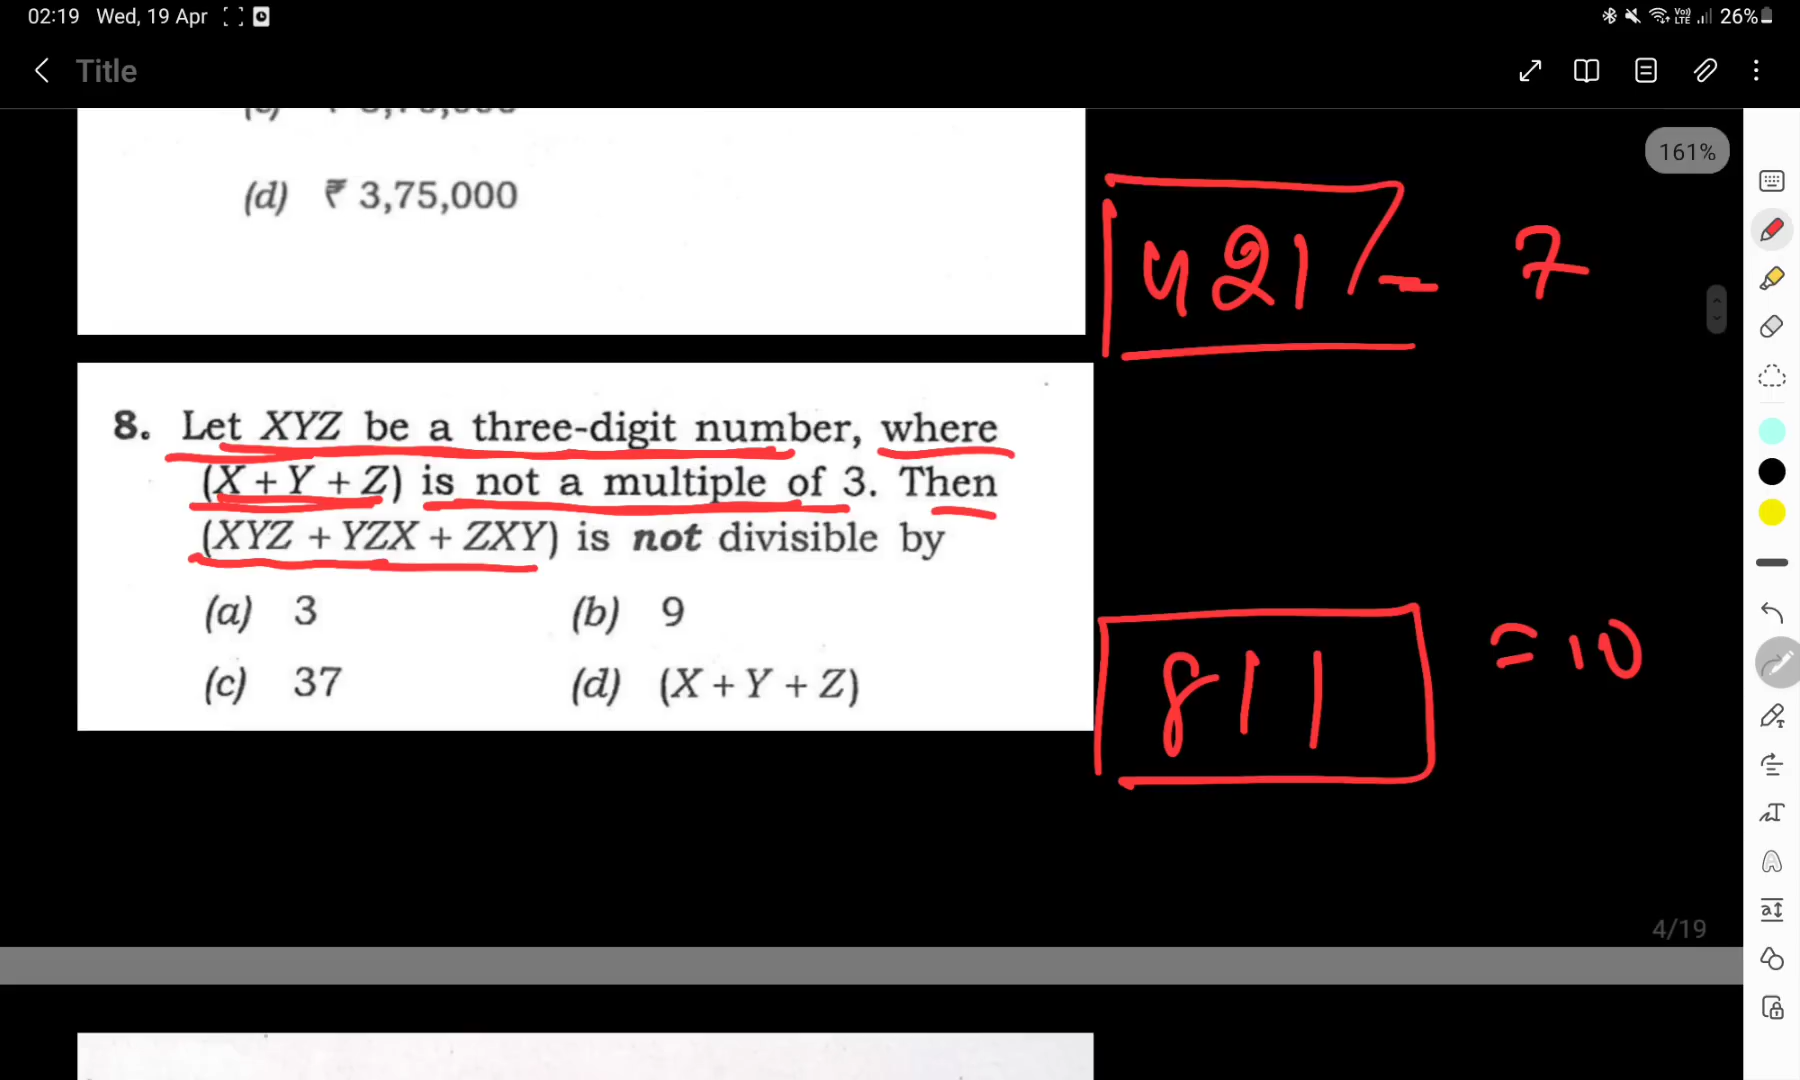 02:19 Wed, 19 Apr
Vo)) LTE 26%
Title
161%
(d) ₹ 3,75,000
421 = 7
8. Let XYZ be a three-digit number, where
(X + Y + Z) is not a multiple of 3. Then
(XYZ + YZX + ZXY) is not divisible by
(a) 3 (b) 9
(c) 37 (d) (X + Y + Z)
811 = 10
4/19